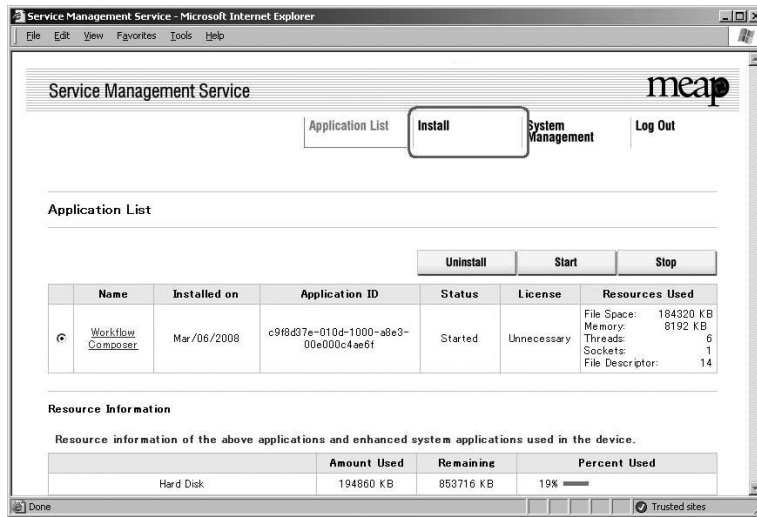 Service Management Service - Microsoft Internet Explorer
File Edit View Favorites Tools Help
Service Management Service
meap
Application List Install System Management Log Out
Application List
Uninstall Start Stop
Name Installed on Application ID Status License Resources Used
Workflow Composer Mar/06/2008 c9f8d37e-010d-1000-a8e3-00e000c4ae6f Started Unnecessary
File Space: 184320 KB
Memory: 8192 KB
Threads: 6
Sockets: 1
File Descriptor: 14
Resource Information
Resource information of the above applications and enhanced system applications used in the device.
Amount Used Remaining Percent Used
Hard Disk 194860 KB 853716 KB 19%
Done Trusted sites